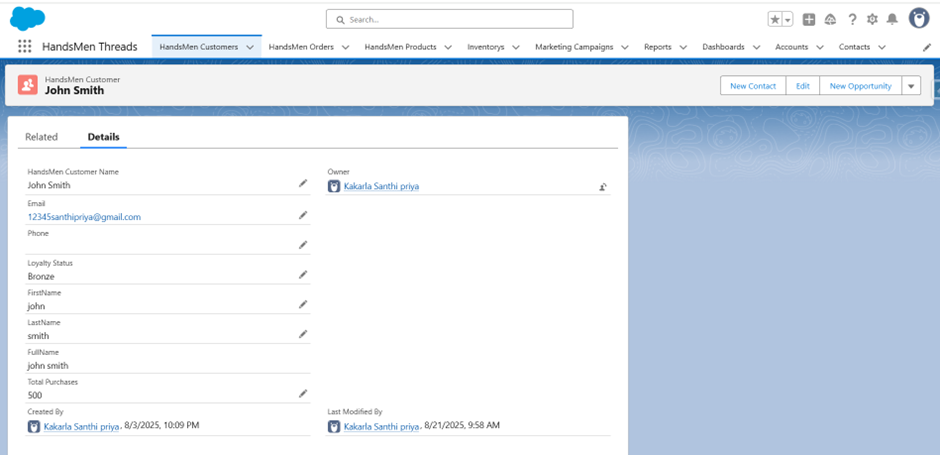 Search...
HandsMen Threads
HandsMen Customers HandsMen Orders HandsMen Products Inventorys Marketing Campaigns Reports Dashboards Accounts Contacts
HandsMen Customer
John Smith
New Contact Edit New Opportunity
Related Details
HandsMen Customer Name
John Smith
Owner
Kakarla Santhi priya
Email
12345santhipriya@gmail.com
Phone
Loyalty Status
Bronze
FirstName
john
LastName
smith
FullName
john smith
Total Purchases
500
Created By
Kakarla Santhi priya, 8/3/2025, 10:09 PM
Last Modified By
Kakarla Santhi priya, 8/21/2025, 9:58 AM